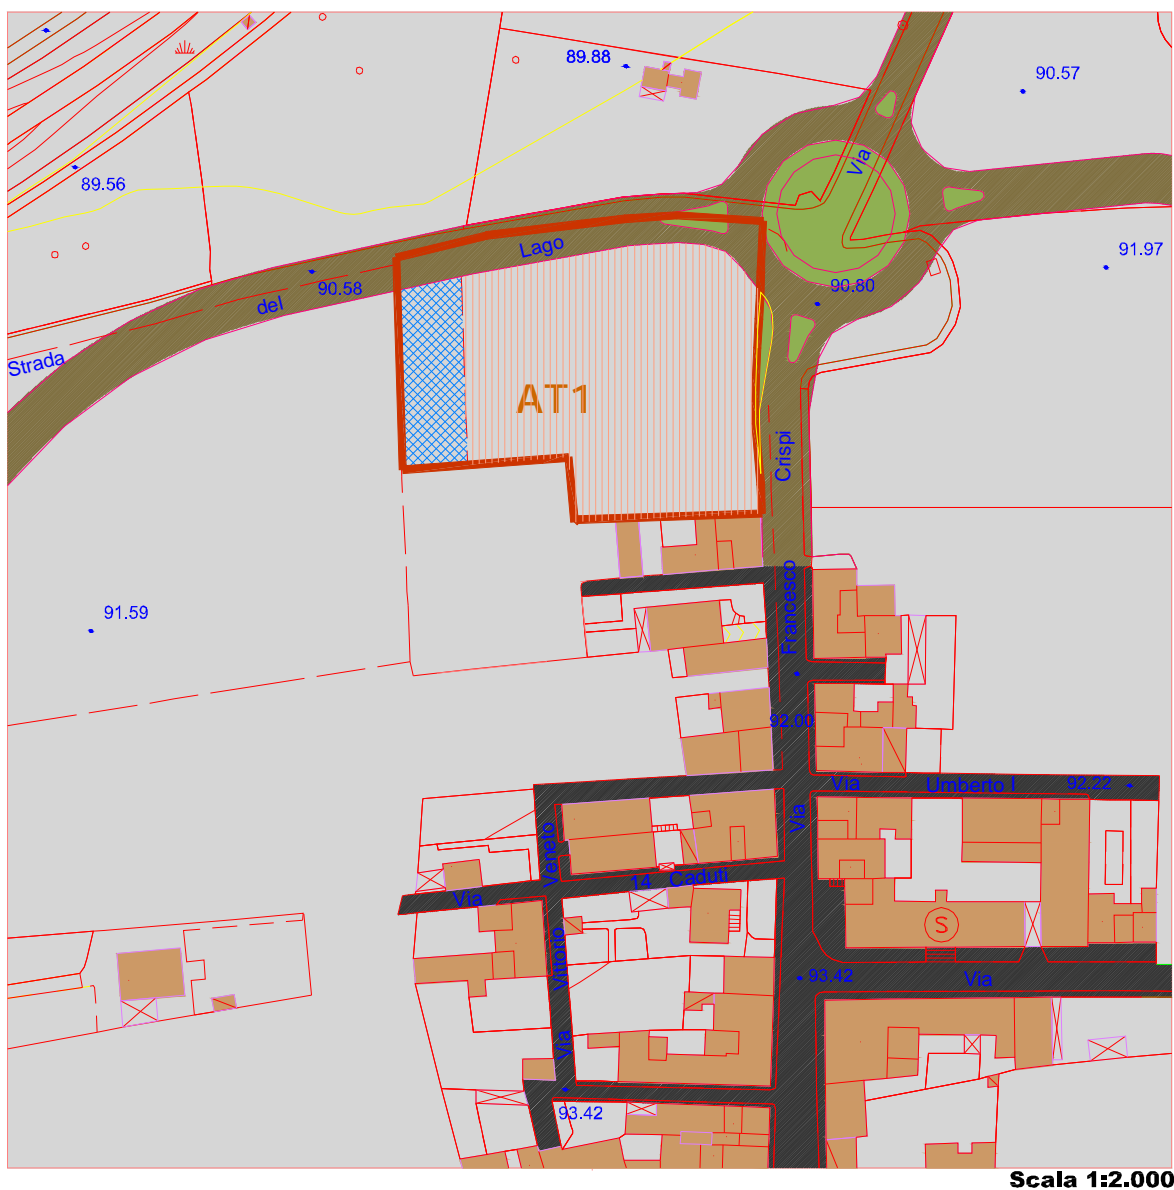 89.88
90.57
Via
89.56
91.97
Lago
90.58
90.80
del
Strada
AT1
Crispi
Francesco
91.59
92.00
Via
Umberto I
92.22
Via
Veneto
14 Caduti
Via
S
Vittorio
93.42
Via
Via
93.42
Scala 1:2.000